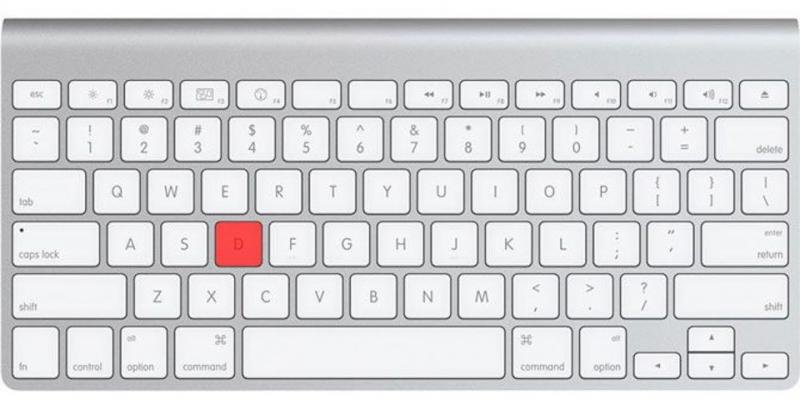 esc F1 F2 F3 F4 F5 F6 F7 F8 F9 F10 F11 F12
~ ! @ # $ % ^ & * ( ) _ +
` 1 2 3 4 5 6 7 8 9 0 - = delete
{ } |
tab Q W E R T Y U I O P [ ] \
: " enter
caps lock A S D F G H J K L ; ' return
< > ?
shift Z X C V B N M , . / shift
alt ⌘ ⌘ alt ▲
fn control option command command option ◄ ▼ ►